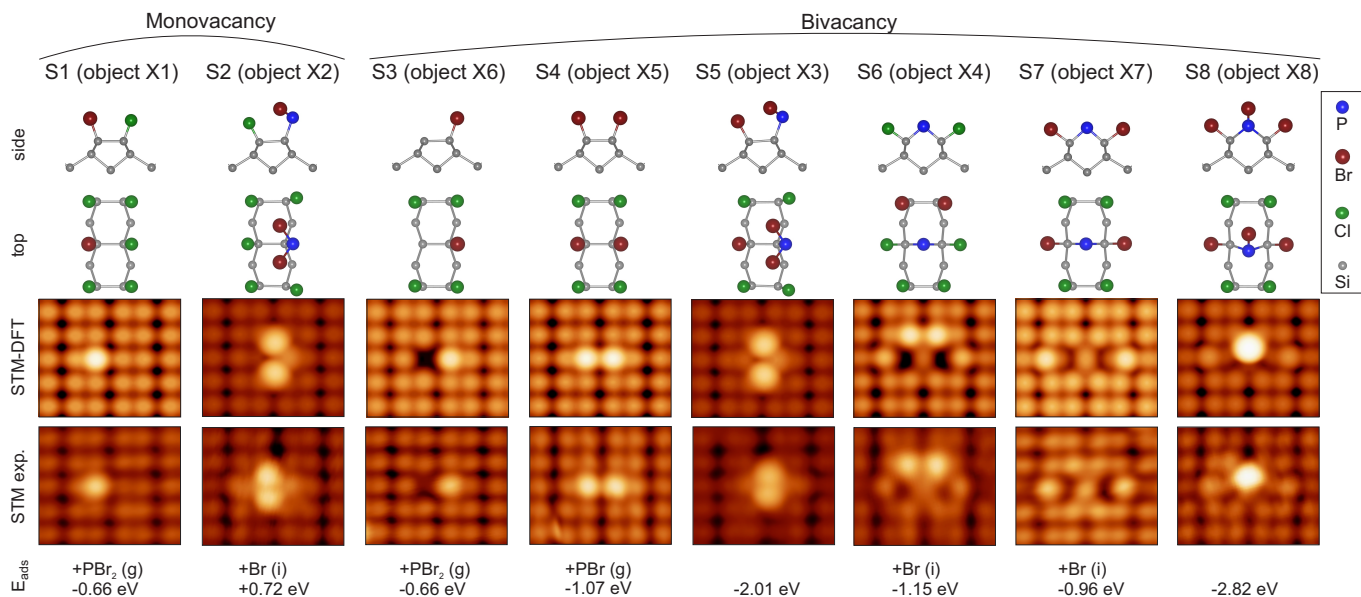 Monovacancy
Bivacancy
S1 (object X1)
S2 (object X2)
S3 (object X6)
S4 (object X5)
S5 (object X3)
S6 (object X4)
S7 (object X7)
S8 (object X8)
side
top
STM-DFT
STM exp.
P
Br
Cl
Si
E_ads
+PBr₂ (g)
-0.66 eV
+Br (i)
+0.72 eV
+PBr₂ (g)
-0.66 eV
+PBr (g)
-1.07 eV
-2.01 eV
+Br (i)
-1.15 eV
+Br (i)
-0.96 eV
-2.82 eV